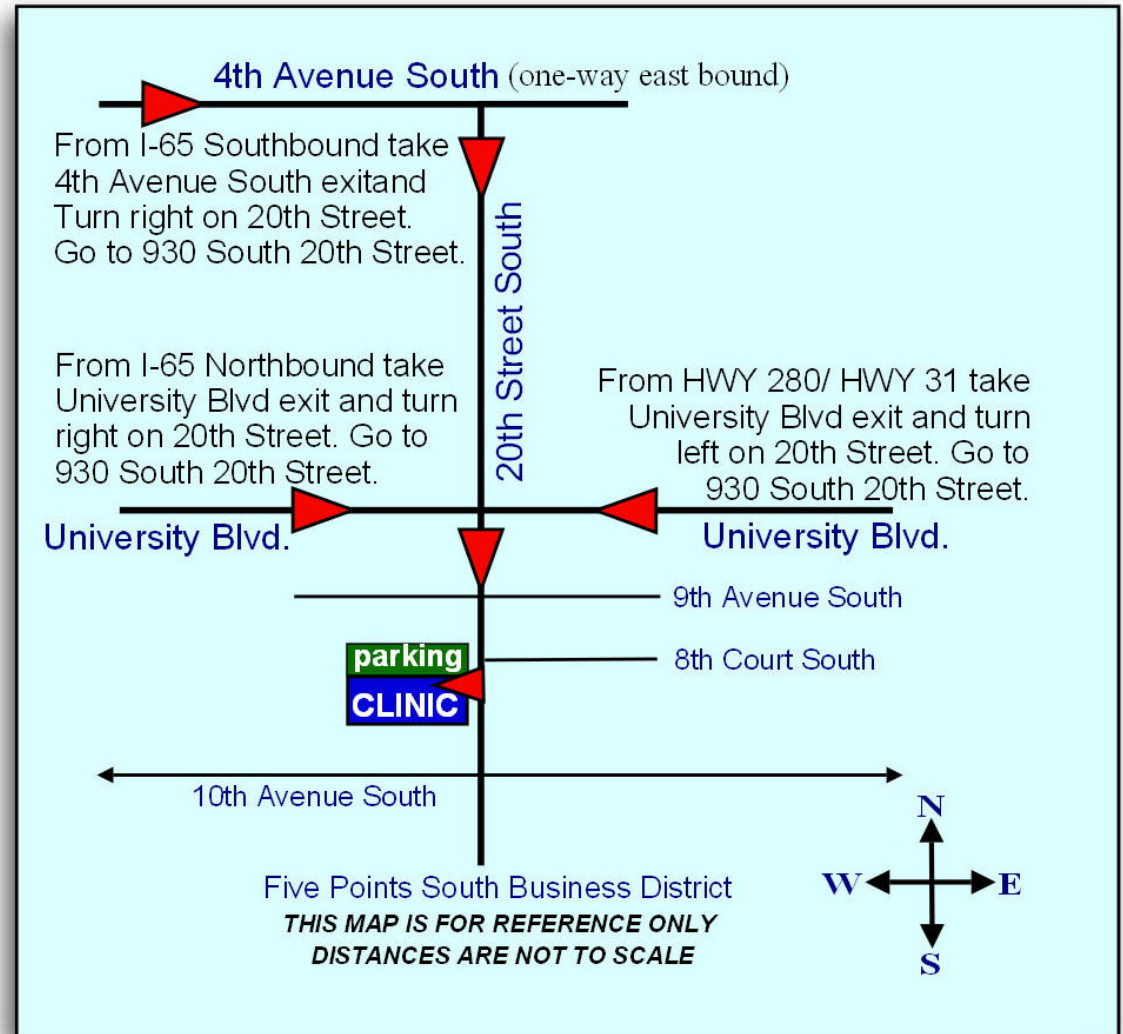 4th Avenue South (one-way east bound)
From I-65 Southbound take
4th Avenue South exitand
Turn right on 20th Street.
Go to 930 South 20th Street.
20th Street South
From I-65 Northbound take
University Blvd exit and turn
right on 20th Street. Go to
930 South 20th Street.
From HWY 280/ HWY 31 take
University Blvd exit and turn
left on 20th Street. Go to
930 South 20th Street.
University Blvd.
University Blvd.
9th Avenue South
parking
8th Court South
CLINIC
10th Avenue South
N
W
E
S
Five Points South Business District
THIS MAP IS FOR REFERENCE ONLY
DISTANCES ARE NOT TO SCALE